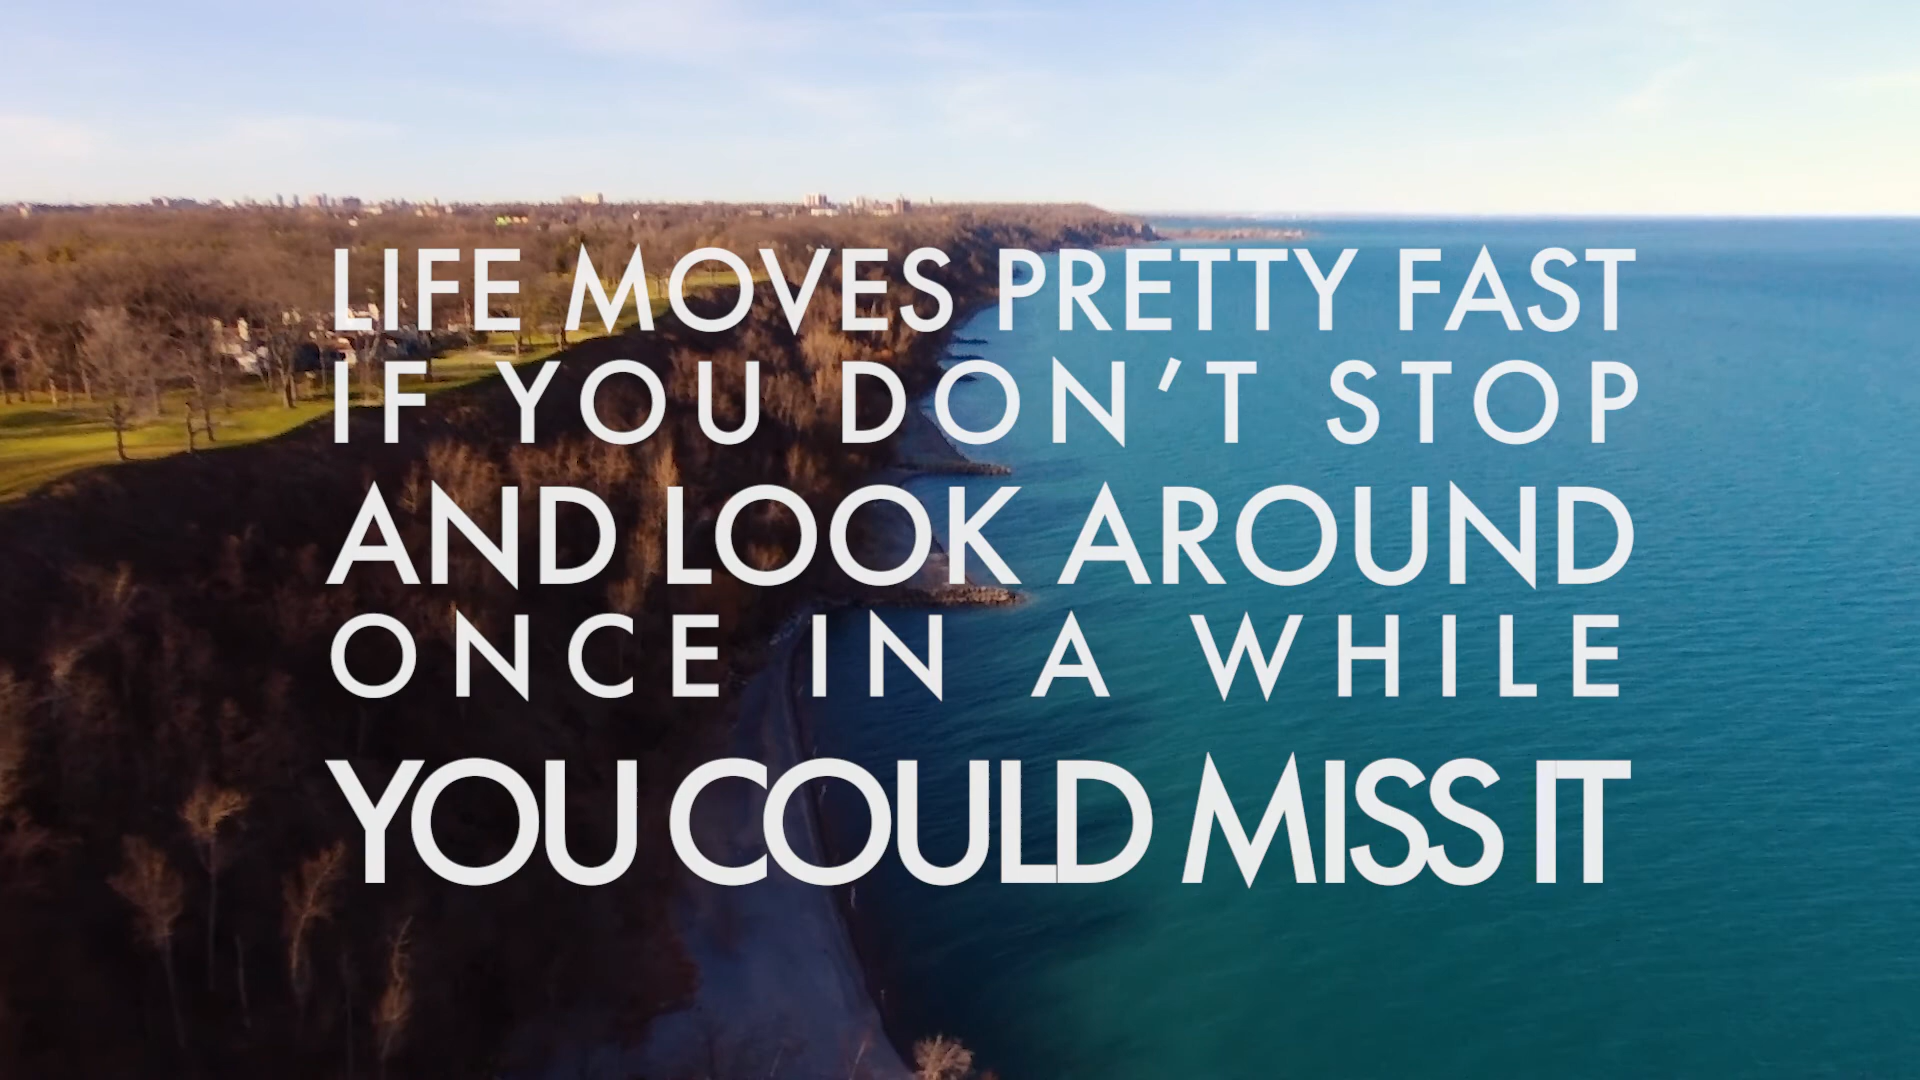 LIFE MOVES PRETTY FAST
IF YOU DON'T STOP
AND LOOK AROUND
ONCE IN A WHILE
YOU COULD MISS IT